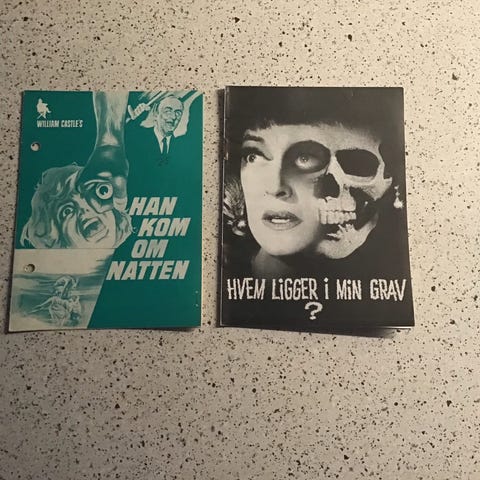 WILLIAM CASTLE'S
HAN
KOM
OM
NATTEN
HVEM LIGGER i MiN GRAV
?